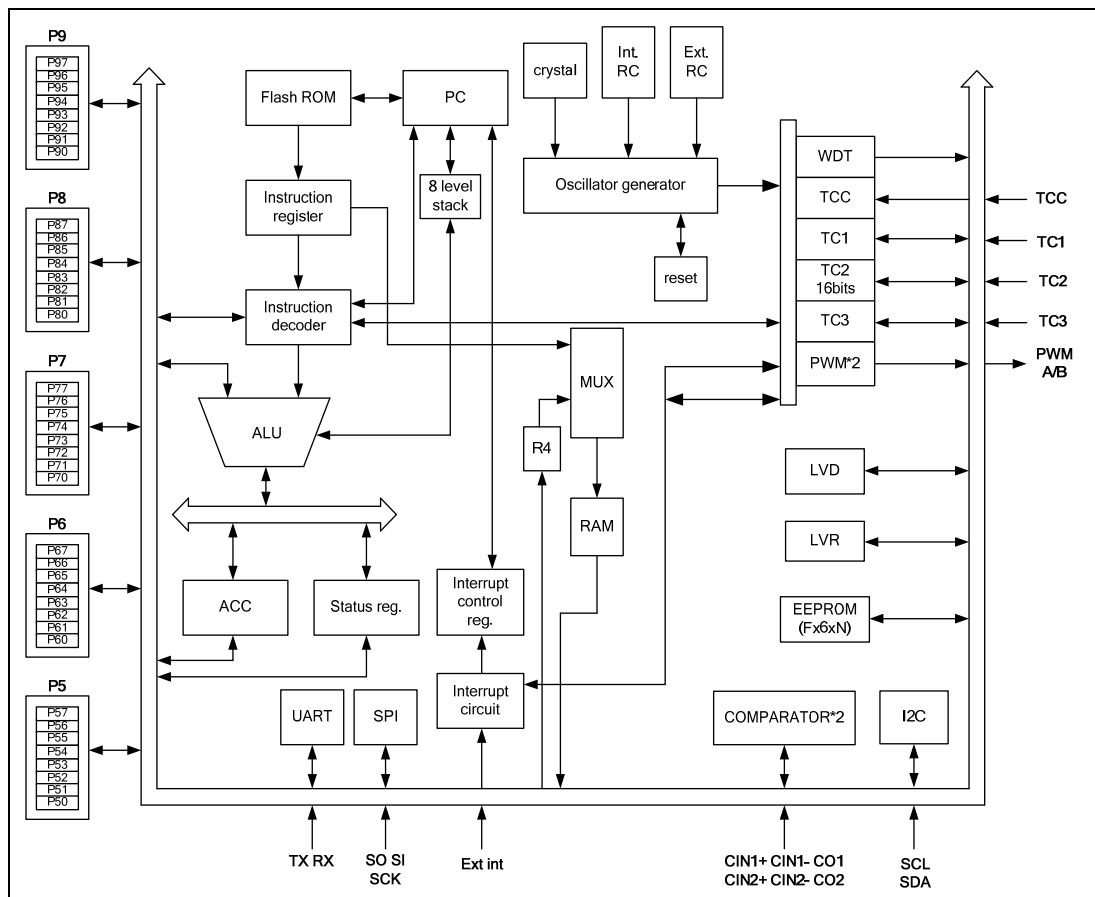 P9
P97
P96
P95
P94
P93
P92
P91
P90
P8
P87
P86
P85
P84
P83
P82
P81
P80
P7
P77
P76
P75
P74
P73
P72
P71
P70
P6
P67
P66
P65
P64
P63
P62
P61
P60
P5
P57
P56
P55
P54
P53
P52
P51
P50
Flash ROM
PC
crystal
Int.
RC
Ext.
RC
Instruction
register
8 level
stack
Oscillator generator
reset
Instruction
decoder
ALU
MUX
R4
RAM
ACC
Status reg.
Interrupt
control
reg.
Interrupt
circuit
UART
SPI
WDT
TCC
TC1
TC2
16bits
TC3
PWM*2
LVD
LVR
EEPROM
(Fx6xN)
COMPARATOR*2
I2C
TCC
TC1
TC2
TC3
PWM
A/B
TX RX
SO SI
SCK
Ext int
CIN1+ CIN1- CO1
CIN2+ CIN2- CO2
SCL
SDA